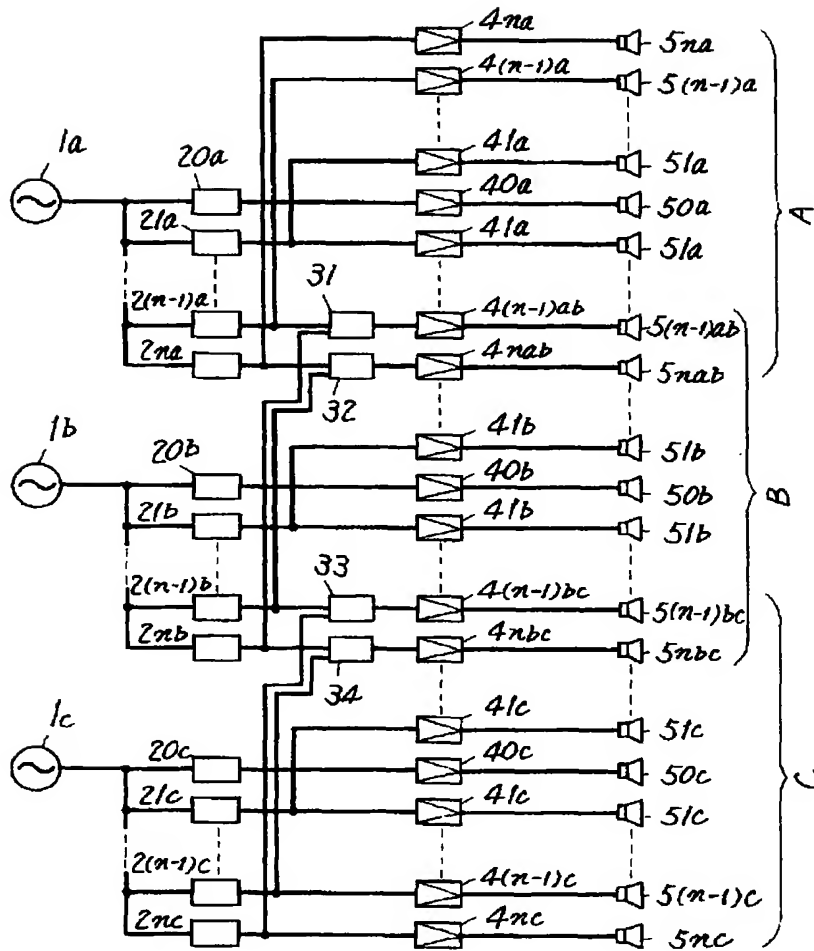 4na 5na
4(n-1)a 5(n-1)a
1a 20a 41a 51a
40a 50a A
21a 41a 51a
2(n-1)a 31 4(n-1)ab 5(n-1)ab
2na 32 4nab 5nab
1b 20b 41b 51b
40b 50b B
21b 41b 51b
2(n-1)b 33 4(n-1)bc 5(n-1)bc
2nb 34 4nbc 5nbc
1c 20c 41c 51c
40c 50c C
21c 41c 51c
2(n-1)c 4(n-1)c 5(n-1)c
2nc 4nc 5nc